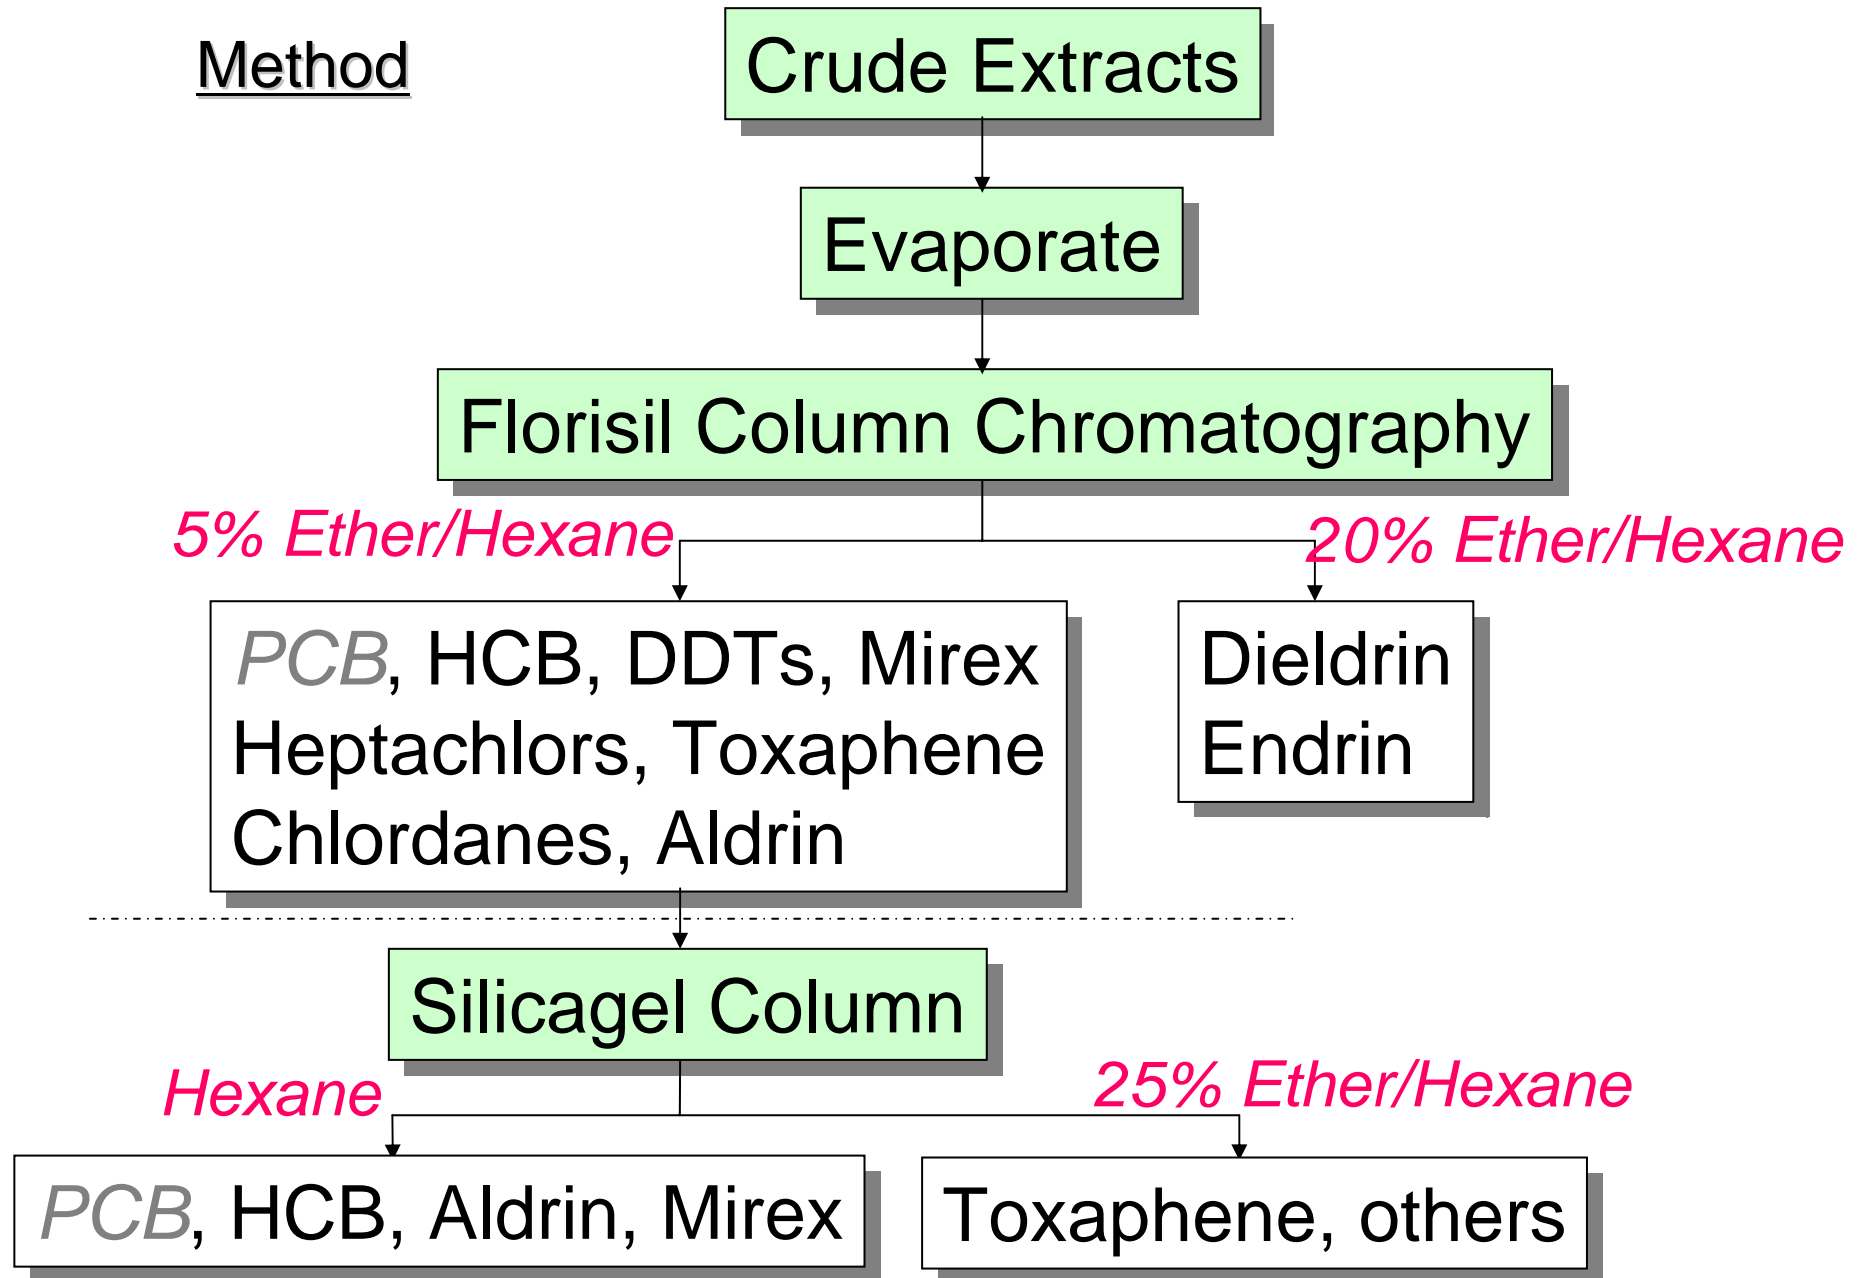 Method
Crude Extracts
Evaporate
Florisil Column Chromatography
5% Ether/Hexane
20% Ether/Hexane
PCB, HCB, DDTs, Mirex
Heptachlors, Toxaphene
Chlordanes, Aldrin
Dieldrin
Endrin
Silicagel Column
Hexane
25% Ether/Hexane
PCB, HCB, Aldrin, Mirex
Toxaphene, others